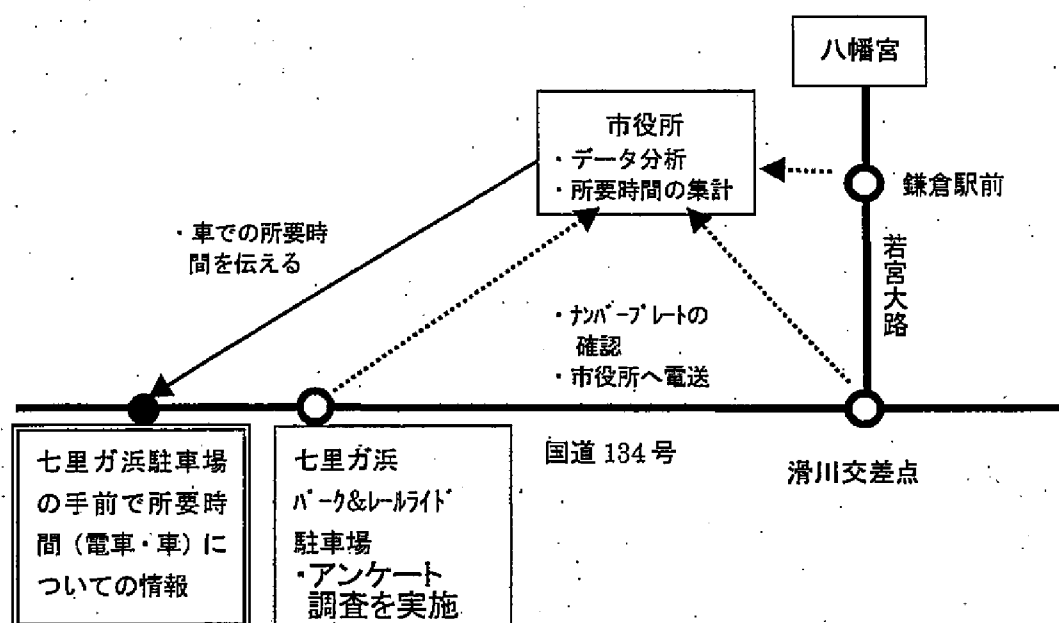 八幡宮
市役所
・データ分析
・所要時間の集計
鎌倉駅前
・車での所要時
間を伝える
若宮大路
・ﾅﾝﾊﾞｰﾌﾟﾚｰﾄの
確認
・市役所へ電送
国道 134 号
滑川交差点
七里ガ浜駐車場
の手前で所要時
間（電車・車）に
ついての情報
七里ガ浜
ﾊﾟｰｸ&ﾚｰﾙﾗｲﾄﾞ
駐車場
・アンケート
調査を実施